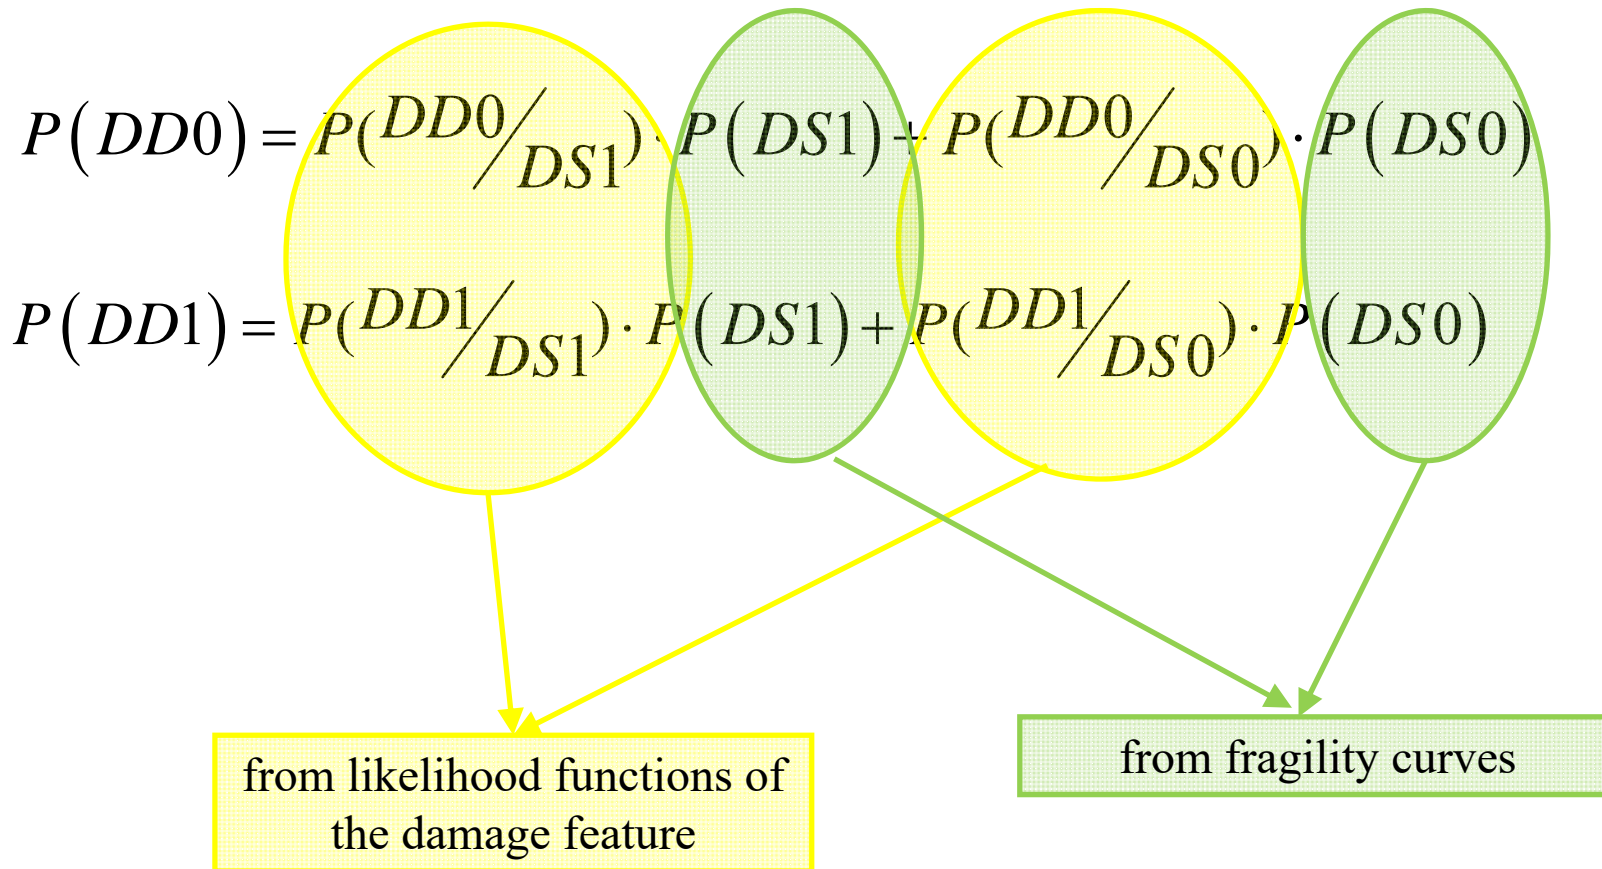 P(DD0) = P(DD0/DS1) · P(DS1) + P(DD0/DS0) · P(DS0)
P(DD1) = P(DD1/DS1) · P(DS1) + P(DD1/DS0) · P(DS0)
from likelihood functions of
the damage feature
from fragility curves